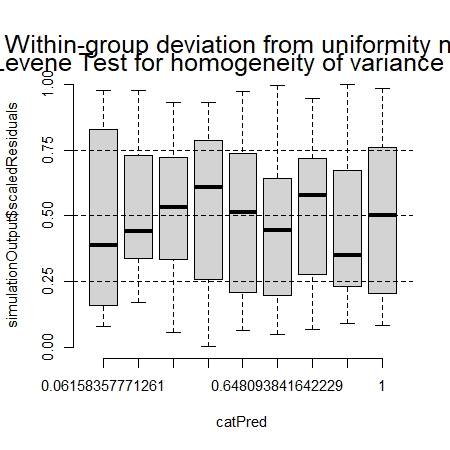 Within-group deviation from uniformity n
Levene Test for homogeneity of variance
simulationOutput$scaledResiduals
1.00
0.75
0.50
0.25
0.00
0.06158357771261 0.648093841642229 1
catPred